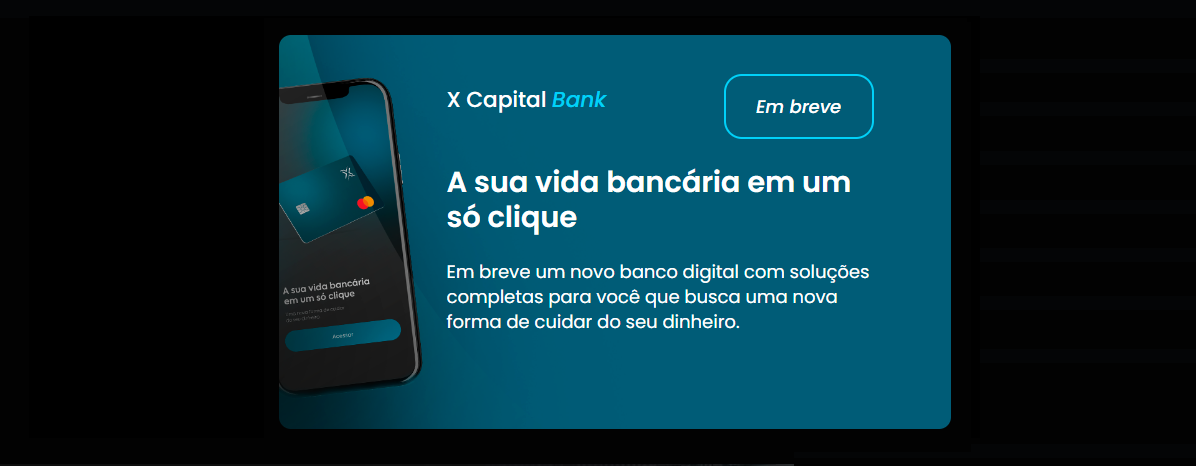 X Capital Bank
Em breve
A sua vida bancária em um
só clique
Em breve um novo banco digital com soluções
completas para você que busca uma nova
forma de cuidar do seu dinheiro.
A sua vida bancária
em um só clique
Acessar